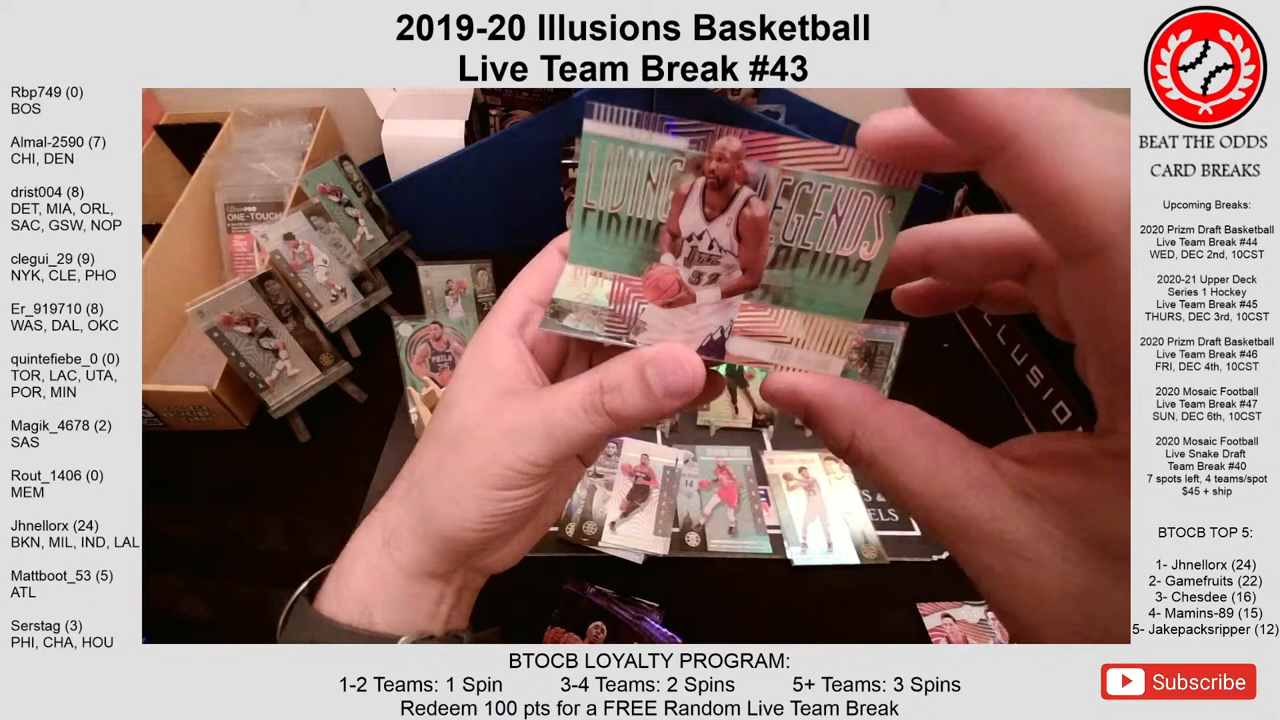 2019-20 Illusions Basketball
Live Team Break #43
Rbp749 (0)
BOS
Almal-2590 (7)
CHI, DEN
drist004 (8)
DET, MIA, ORL,
SAC, GSW, NOP
clegui_29 (9)
NYK, CLE, PHO
Er_919710 (8)
WAS, DAL, OKC
quintefiebe_0 (0)
TOR, LAC, UTA,
POR, MIN
Magik_4678 (2)
SAS
Rout_1406 (0)
MEM
Jhnellorx (24)
BKN, MIL, IND, LAL
Mattboot_53 (5)
ATL
Serstag (3)
PHI, CHA, HOU
ONE-TOUCH
LIVING LEGENDS
Jazz
32
PHILA
25
ILLUSIO
BEAT THE ODDS
CARD BREAKS
Upcoming Breaks:
2020 Prizm Draft Basketball
Live Team Break #44
WED, DEC 2nd, 10CST
2020-21 Upper Deck
Series 1 Hockey
Live Team Break #45
THURS, DEC 3rd, 10CST
2020 Prizm Draft Basketball
Live Team Break #46
FRI, DEC 4th, 10CST
2020 Mosaic Football
Live Team Break #47
SUN, DEC 6th, 10CST
2020 Mosaic Football
Live Snake Draft
Team Break #40
7 spots left, 4 teams/spot
$45 + ship
BTOCB TOP 5:
1- Jhnellorx (24)
2- Gamefruits (22)
3- Chesdee (16)
4- Mamins-89 (15)
5- Jakepacksripper (12)
BTOCB LOYALTY PROGRAM:
1-2 Teams: 1 Spin 3-4 Teams: 2 Spins 5+ Teams: 3 Spins
Redeem 100 pts for a FREE Random Live Team Break
Subscribe